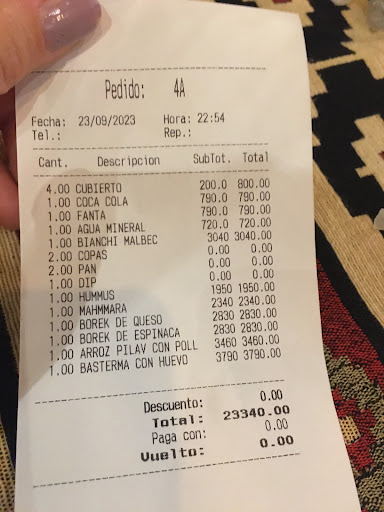 Pedido: 4A
Fecha: 23/09/2023 Hora: 22:54
Tel.: Rep.:
Cant. Descripcion SubTot. Total
4.00 CUBIERTO 200.0 800.00
1.00 COCA COLA 790.0 790.00
1.00 FANTA 790.0 790.00
1.00 AGUA MINERAL 720.0 720.00
1.00 BIANCHI MALBEC 3040 3040.00
2.00 COPAS 0.00 0.00
2.00 PAN 0.00 0.00
1.00 DIP 0.00 0.00
1.00 HUMMUS 1950 1950.00
1.00 MAHMMARA 2340 2340.00
1.00 BOREK DE QUESO 2830 2830.00
1.00 BOREK DE ESPINACA 2830 2830.00
1.00 ARROZ PILAV CON POLL 3460 3460.00
1.00 BASTERMA CON HUEVO 3790 3790.00
Descuento: 0.00
Total: 23340.00
Paga con: 0.00
Vuelto: 0.00